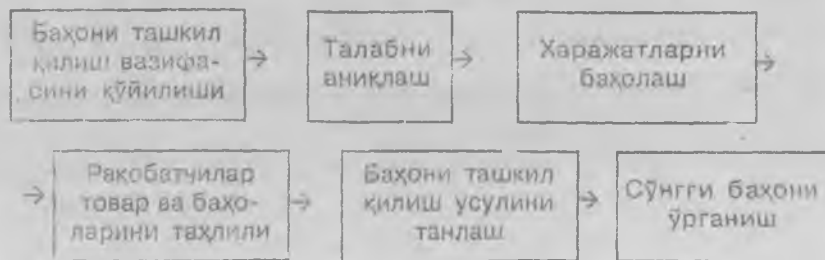 Баҳони ташкил
қилиш вазифа-
сини қўйилиши
Талабни
аниқлаш
Харажатларни
баҳолаш
Рақобатчилар
товар ва баҳо-
ларини таҳлили
Баҳони ташкил
қилиш усулини
танлаш
Сўнгги баҳони
ўрганиш